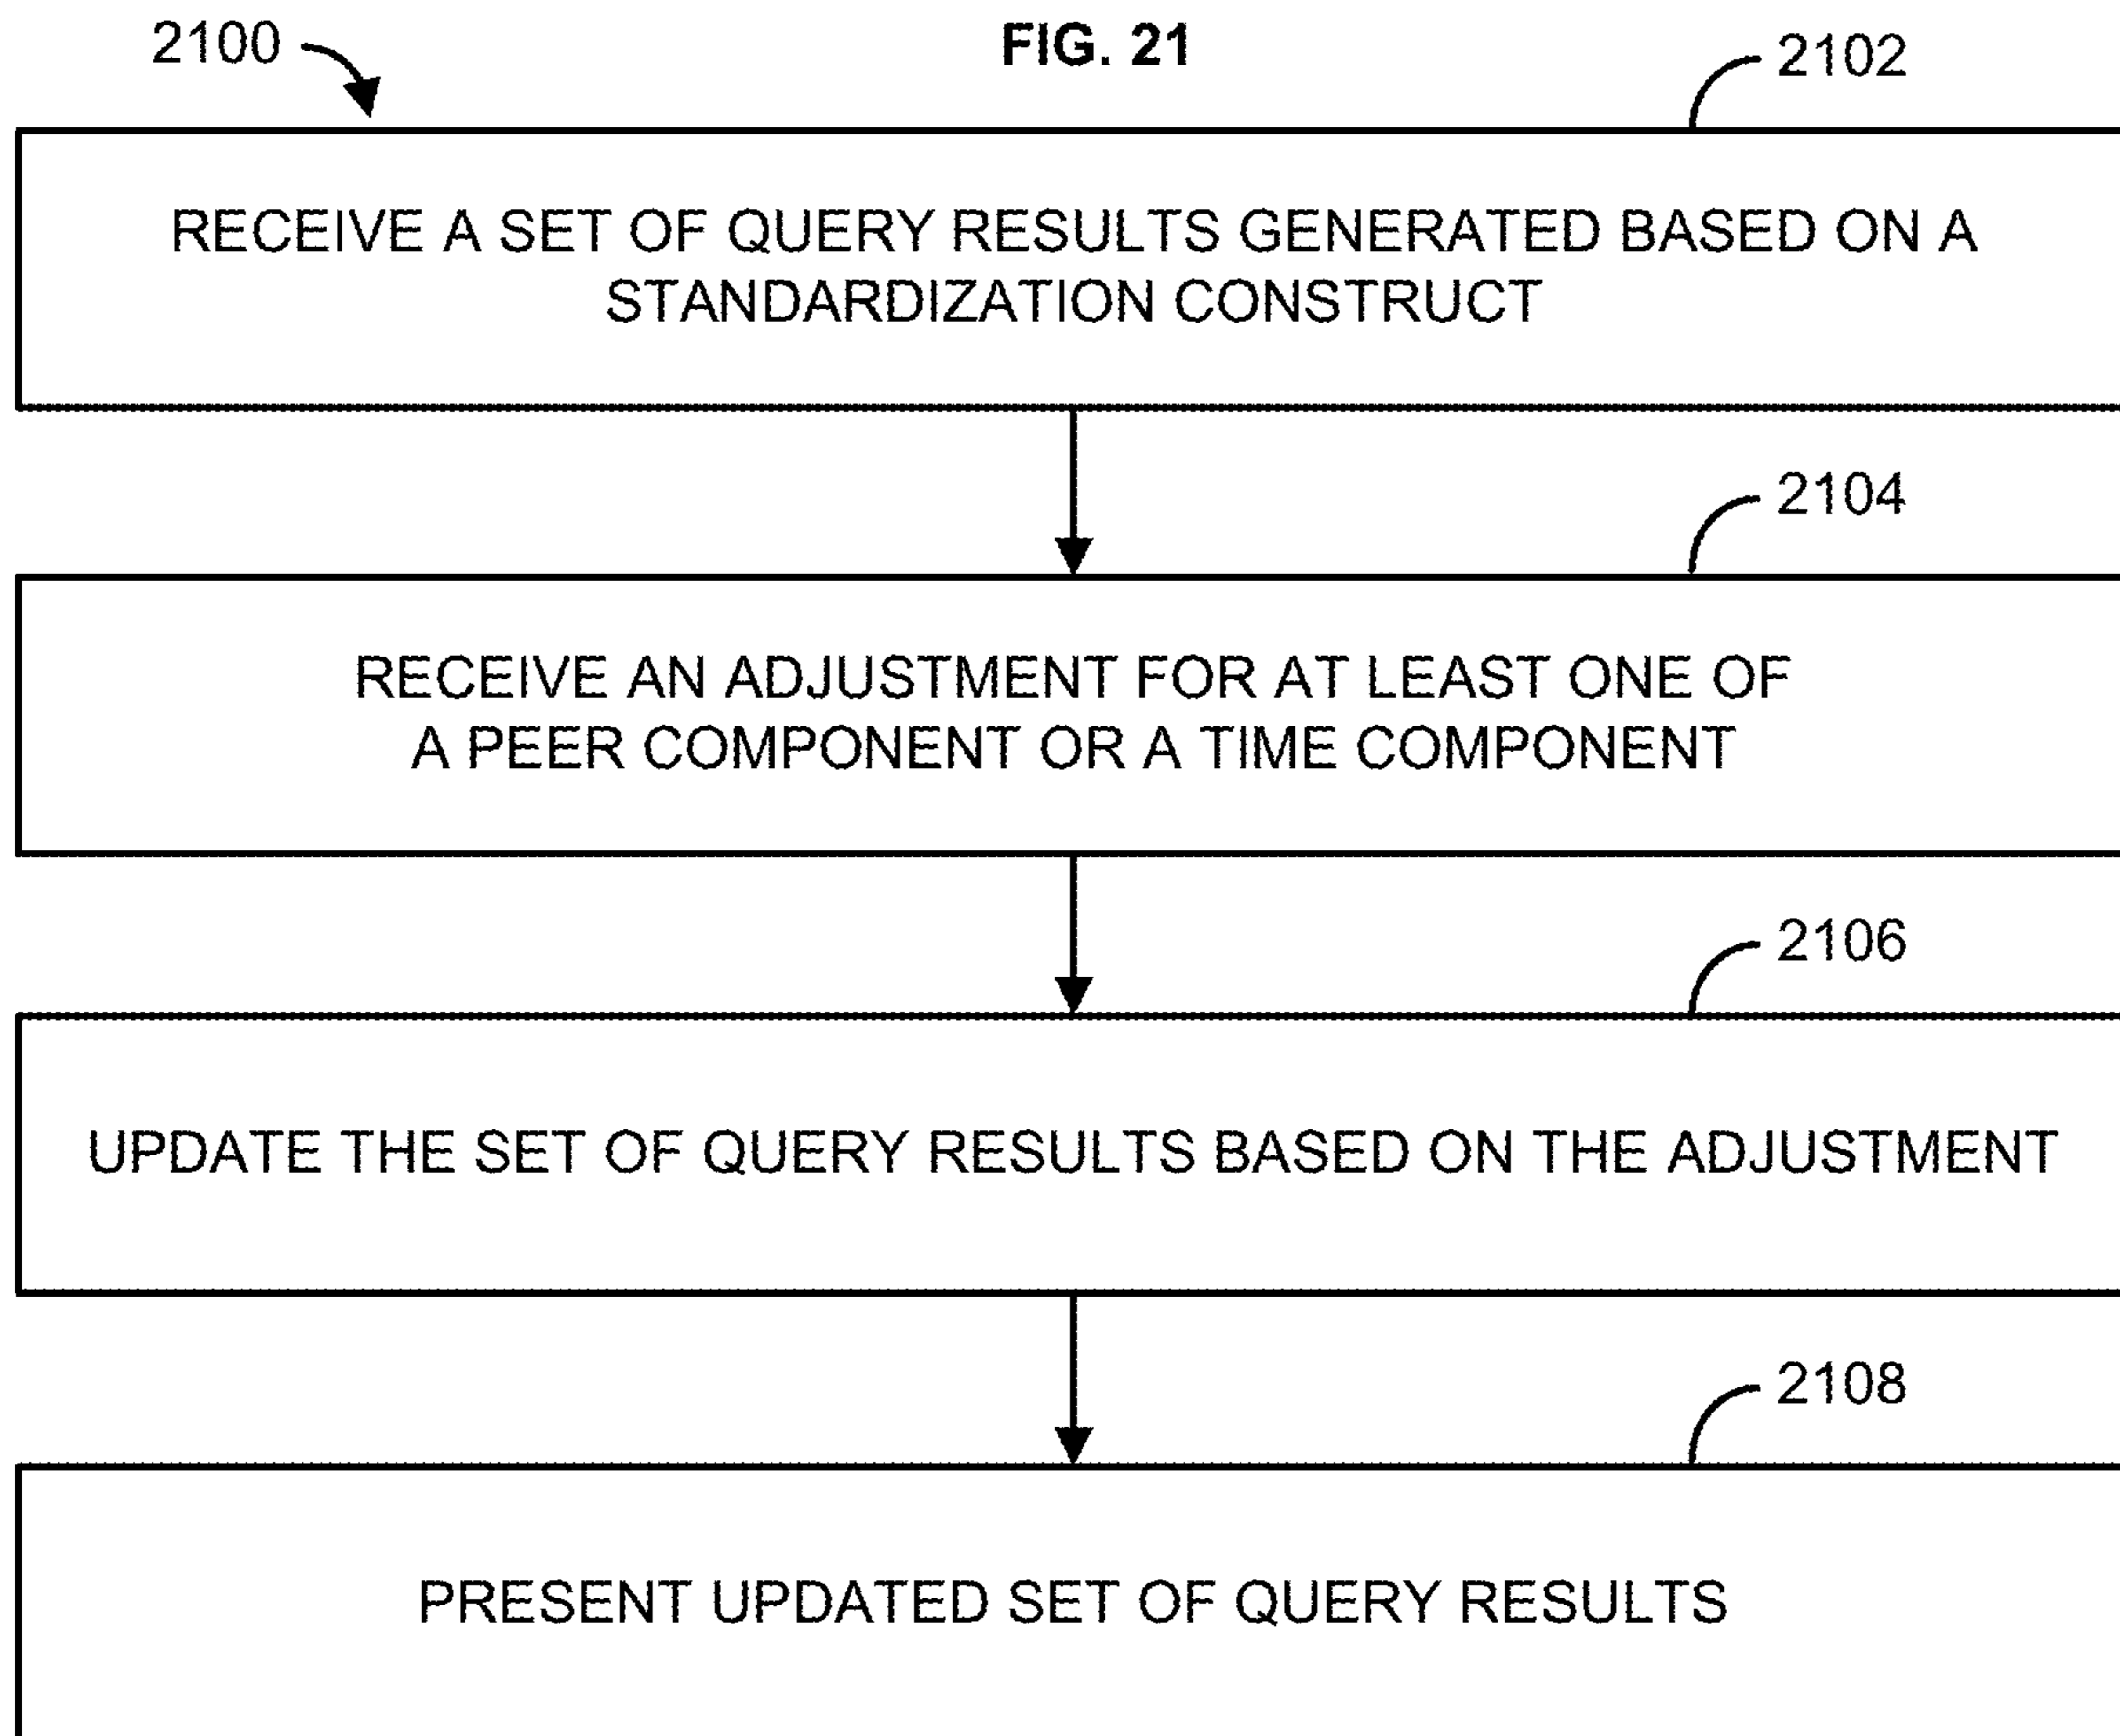 2100
FIG. 21
2102
RECEIVE A SET OF QUERY RESULTS GENERATED BASED ON A
STANDARDIZATION CONSTRUCT
2104
RECEIVE AN ADJUSTMENT FOR AT LEAST ONE OF
A PEER COMPONENT OR A TIME COMPONENT
2106
UPDATE THE SET OF QUERY RESULTS BASED ON THE ADJUSTMENT
2108
PRESENT UPDATED SET OF QUERY RESULTS